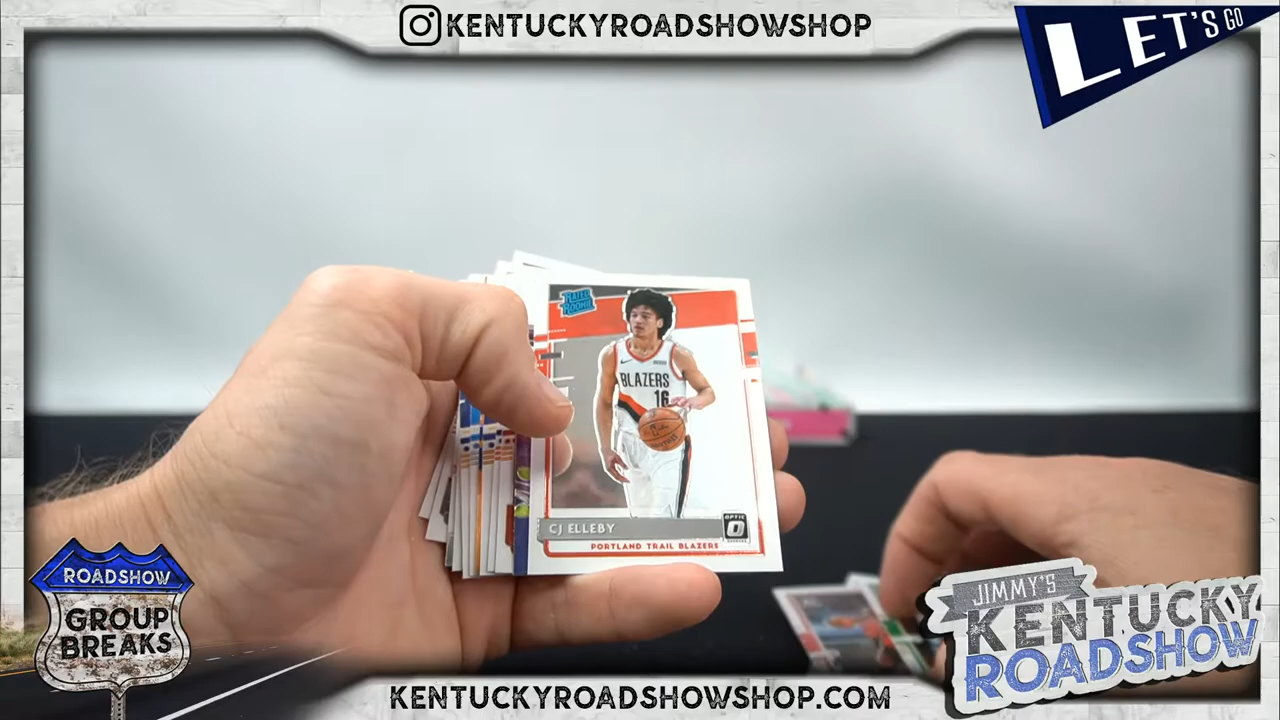 KENTUCKYROADSHOWSHOP
LET'S GO
RATED
ROOKIE
BLAZERS
16
CJ ELLEBY
OPTIC
PORTLAND TRAIL BLAZERS
ROADSHOW
GROUP
BREAKS
JIMMY'S
KENTUCKY
ROADSHOW
KENTUCKYROADSHOWSHOP.COM